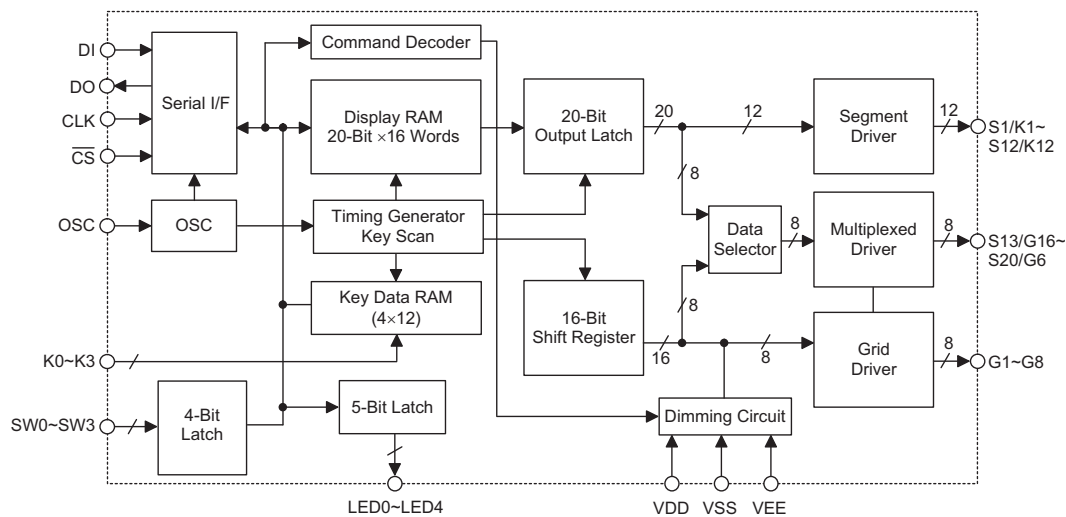 DI
DO
CLK
CS
OSC
K0~K3
SW0~SW3
Serial I/F
OSC
4-Bit
Latch
Command Decoder
Display RAM
20-Bit ×16 Words
Timing Generator
Key Scan
Key Data RAM
(4×12)
5-Bit Latch
LED0~LED4
20-Bit
Output Latch
16-Bit
Shift Register
20
12
8
8
16
8
Data
Selector
8
Dimming Circuit
VDD
VSS
VEE
Segment
Driver
12
S1/K1~
S12/K12
Multiplexed
Driver
8
S13/G16~
S20/G6
Grid
Driver
8
G1~G8